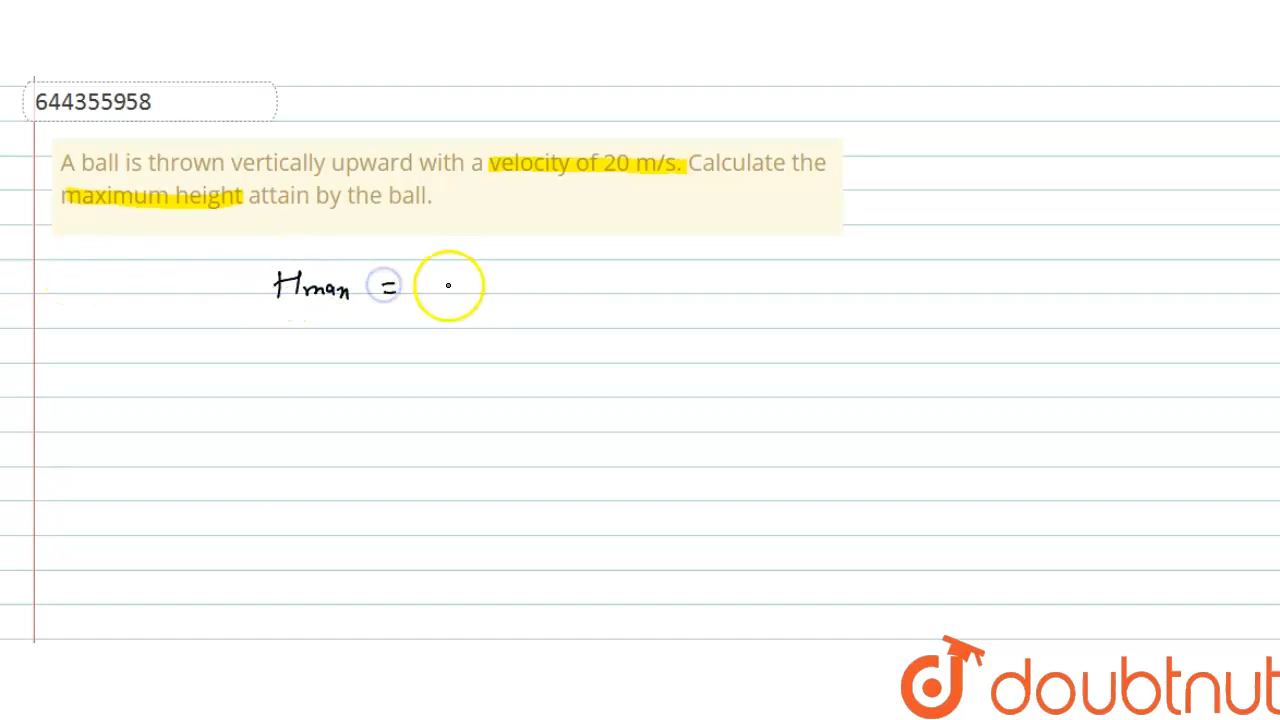 644355958
A ball is thrown vertically upward with a velocity of 20 m/s. Calculate the
maximum height attain by the ball.
Hmax =
doubtnut